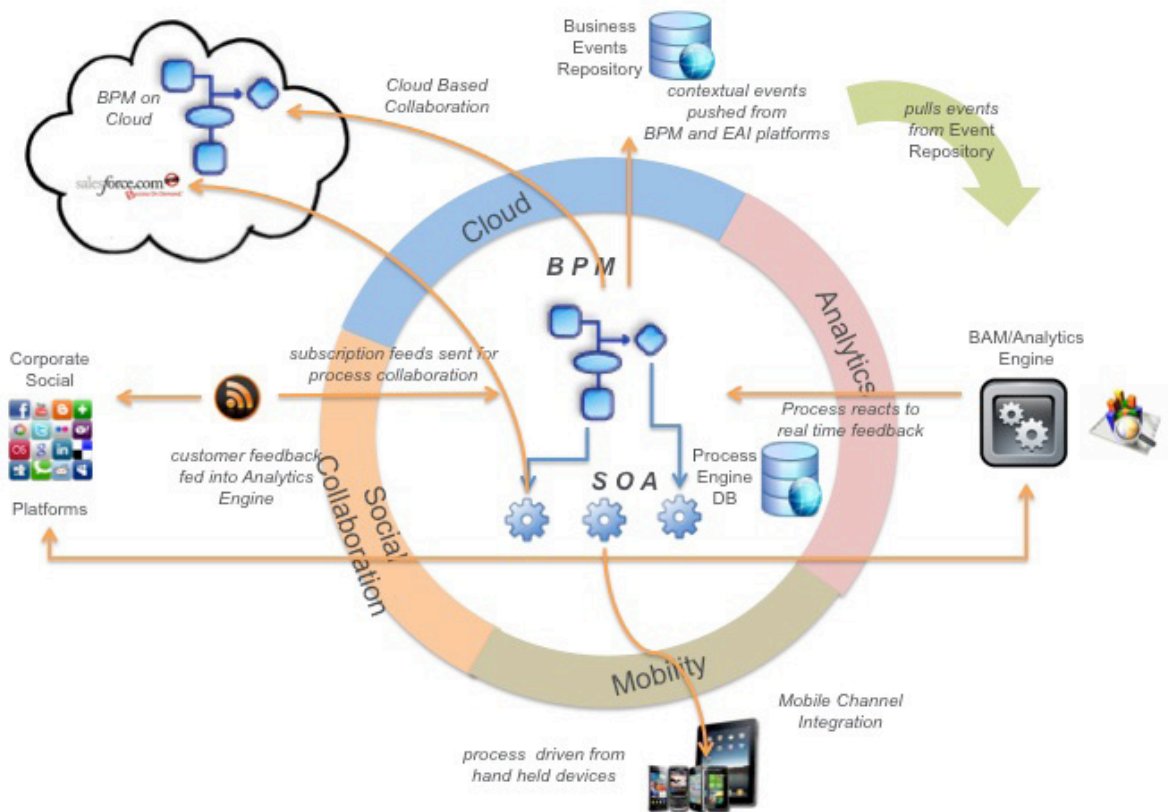 Business
Events
Repository
contextual events
pushed from
BPM and EAI platforms
pulls events
from Event
Repository
Cloud Based
Collaboration
BPM on
Cloud
salesforce.com
Cloud
BPM
Analytics
subscription feeds sent for
process collaboration
Corporate
Social
Platforms
customer feedback
fed into Analytics
Engine
BAM/Analytics
Engine
Process reacts to
real time feedback
Process
Engine
DB
SOA
Social
Collaboration
Mobility
Mobile Channel
Integration
process driven from
hand held devices